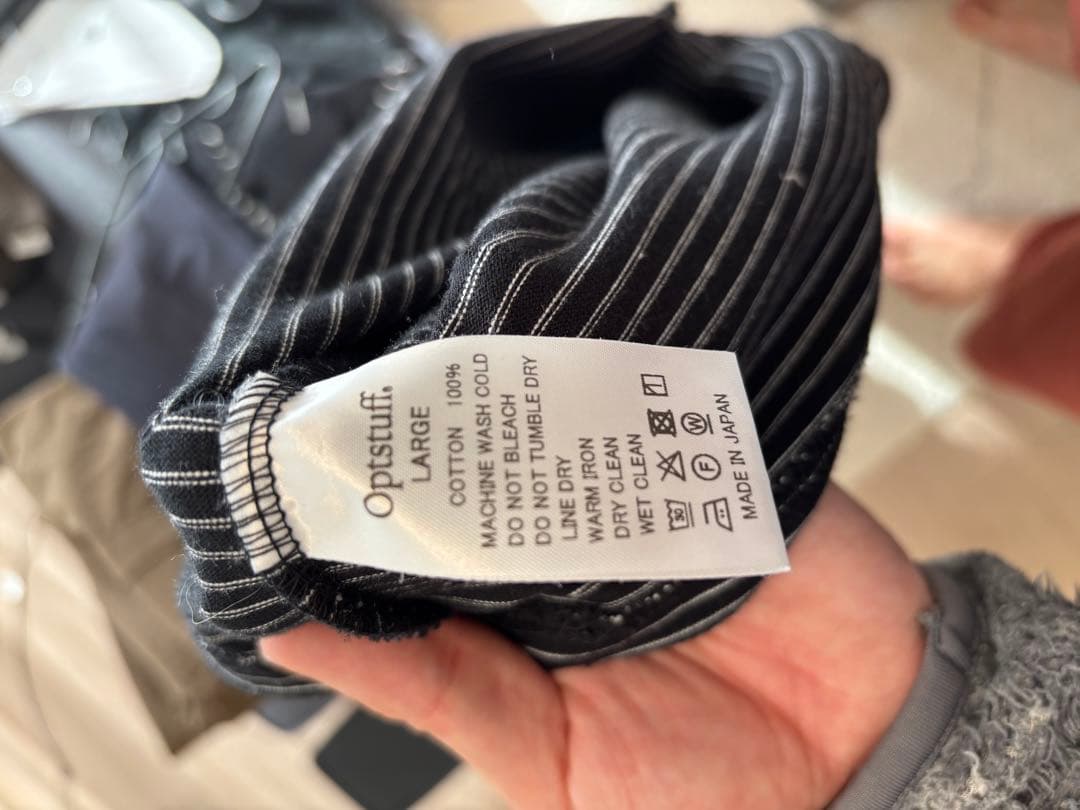 Optstuff.
LARGE
COTTON 100%
MACHINE WASH COLD
DO NOT BLEACH
DO NOT TUMBLE DRY
LINE DRY
WARM IRON
DRY CLEAN
WET CLEAN
30
F W
MADE IN JAPAN